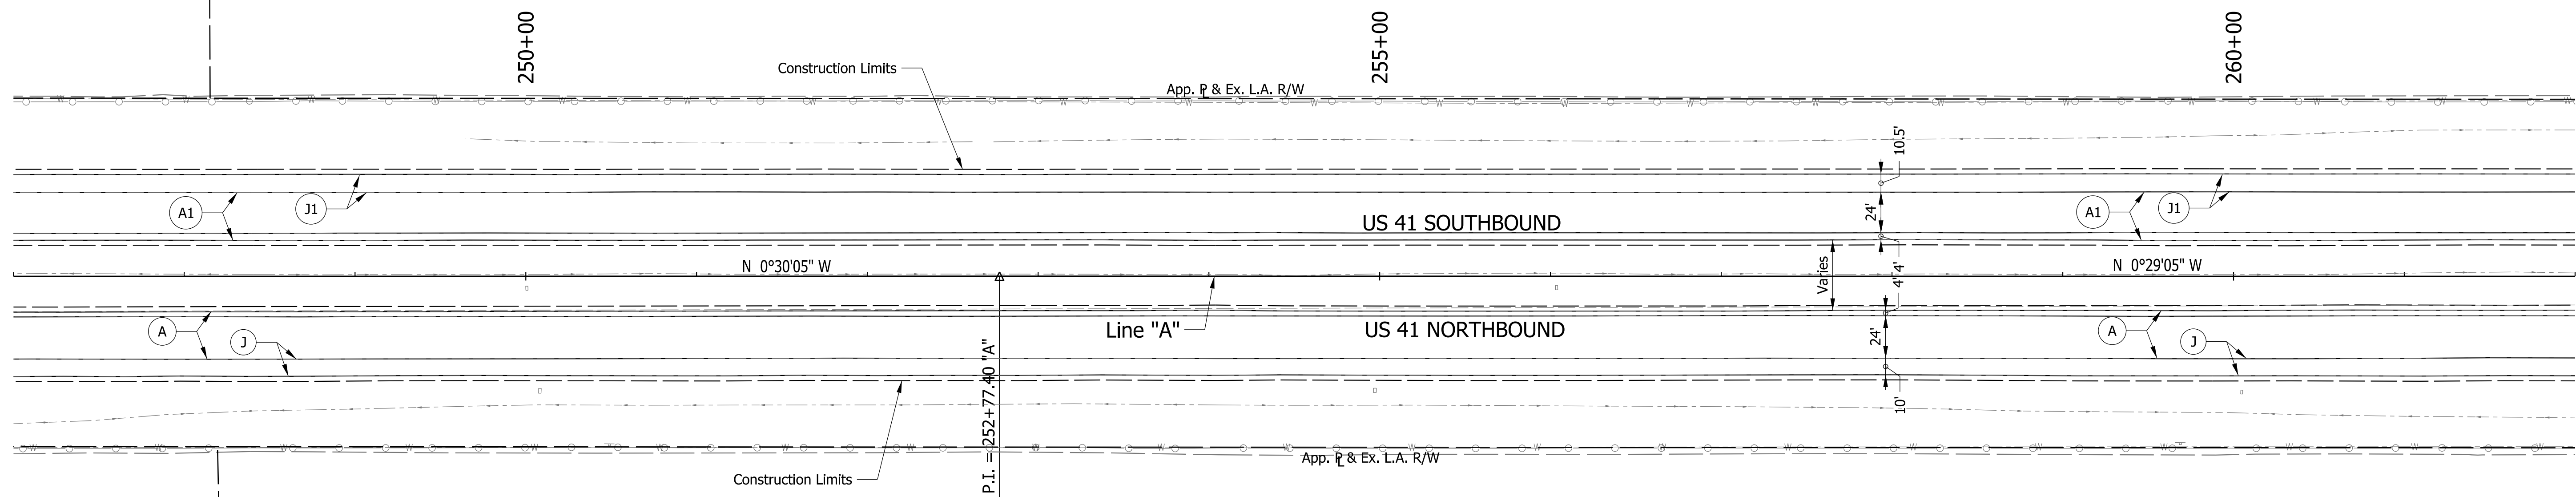 250+00
255+00
260+00
Construction Limits
App. ⅊ & Ex. L.A. R/W
10.5'
A1
J1
24'
A1
J1
US 41 SOUTHBOUND
N 0°30'05" W
Varies
4'
4'
N 0°29'05" W
A
J
Line "A"
US 41 NORTHBOUND
24'
A
J
P.I. = 252+77.40 "A"
10'
App. ⅊ & Ex. L.A. R/W
Construction Limits